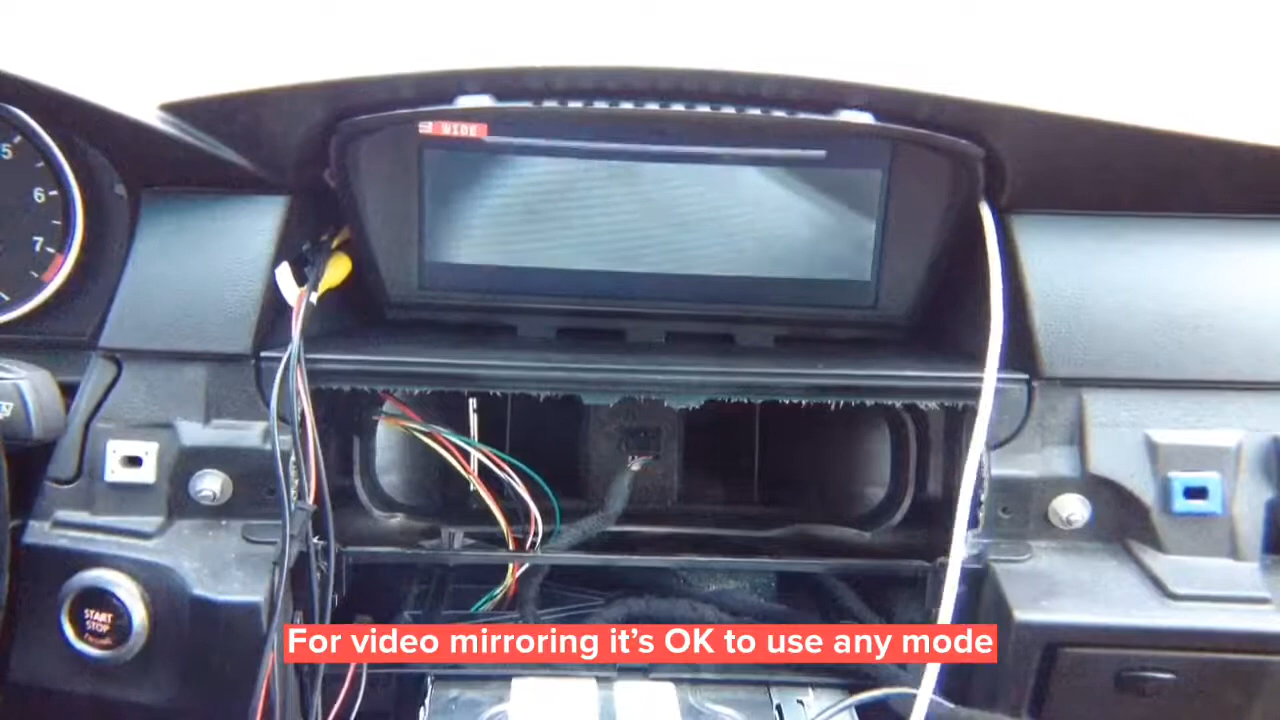 WIDE
5
6
7
START
STOP
For video mirroring it's OK to use any mode